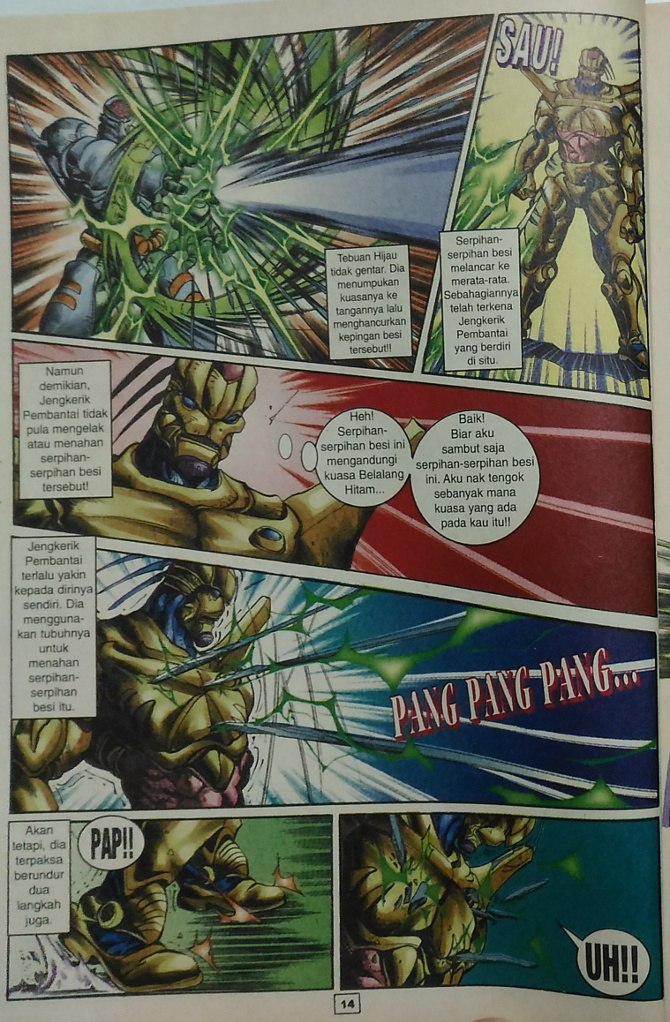 Tebuan Hijau
tidak gentar. Dia
menumpukan
kuasanya ke
tangannya lalu
menghancurkan
kepingan besi
tersebut!!
SAU!
Serpihan-
serpihan besi
melancar ke
merata-rata.
Sebahagiannya
telah terkena
Jengkerik
Pembantai
yang berdiri
di situ.
Namun
demikian,
Jengkerik
Pembantai tidak
pula mengelak
atau menahan
serpihan-
serpihan besi
tersebut!
Heh!
Serpihan-
serpihan besi ini
mengandungi
kuasa Belalang
Hitam...
Baik!
Biar aku
sambut saja
serpihan-serpihan besi
ini. Aku nak tengok
sebanyak mana
kuasa yang ada
pada kau itu!!
Jengkerik
Pembantai
terlalu yakin
kepada dirinya
sendiri. Dia
mengguna-
kan tubuhnya
untuk
menahan
serpihan-
serpihan
besi itu.
PANG PANG PANG...
Akan
tetapi, dia
terpaksa
berundur
dua
langkah
juga.
PAP!!
UH!!
14